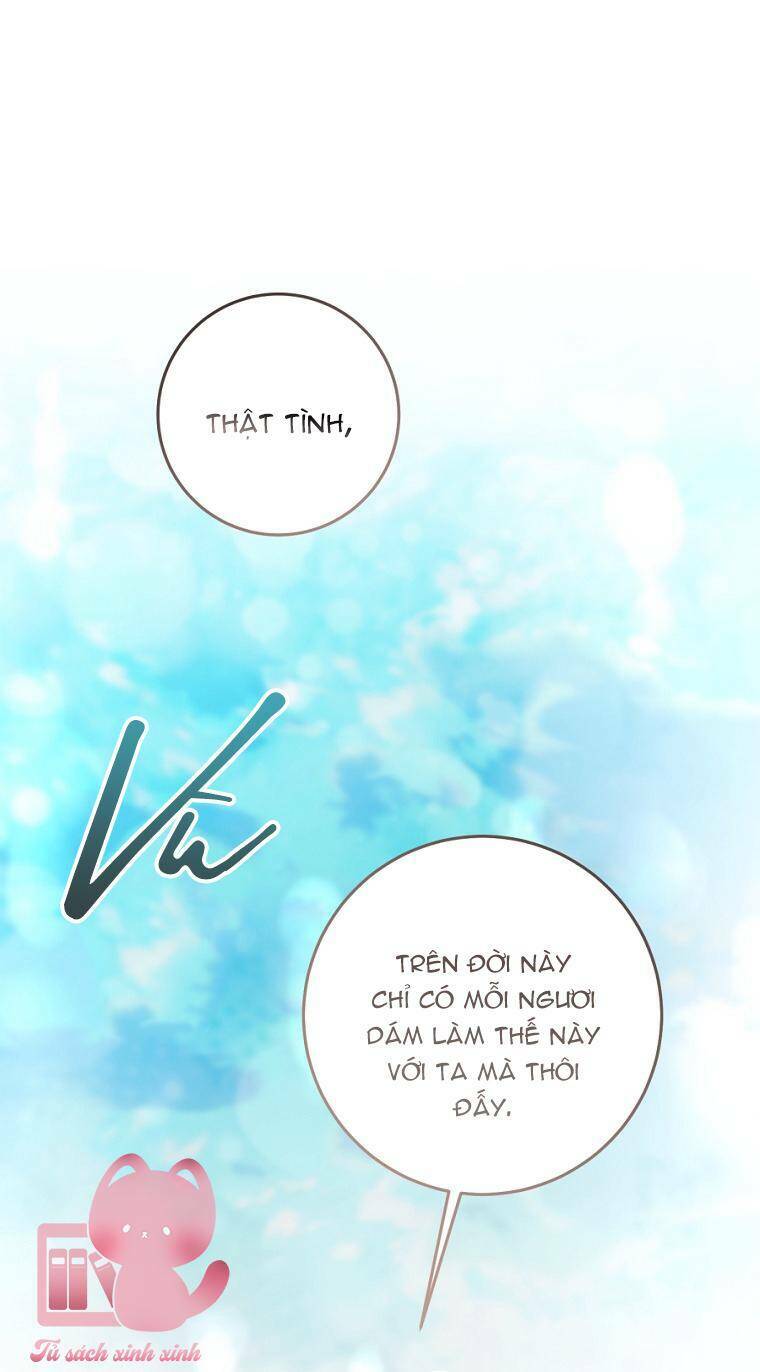 THẬT TÌNH,
Vù
TRÊN ĐỜI NÀY
CHỈ CÓ MỖI NGƯƠI
DÁM LÀM THẾ NÀY
VỚI TA MÀ THÔI
ĐẤY.
Tủ sách xinh xinh